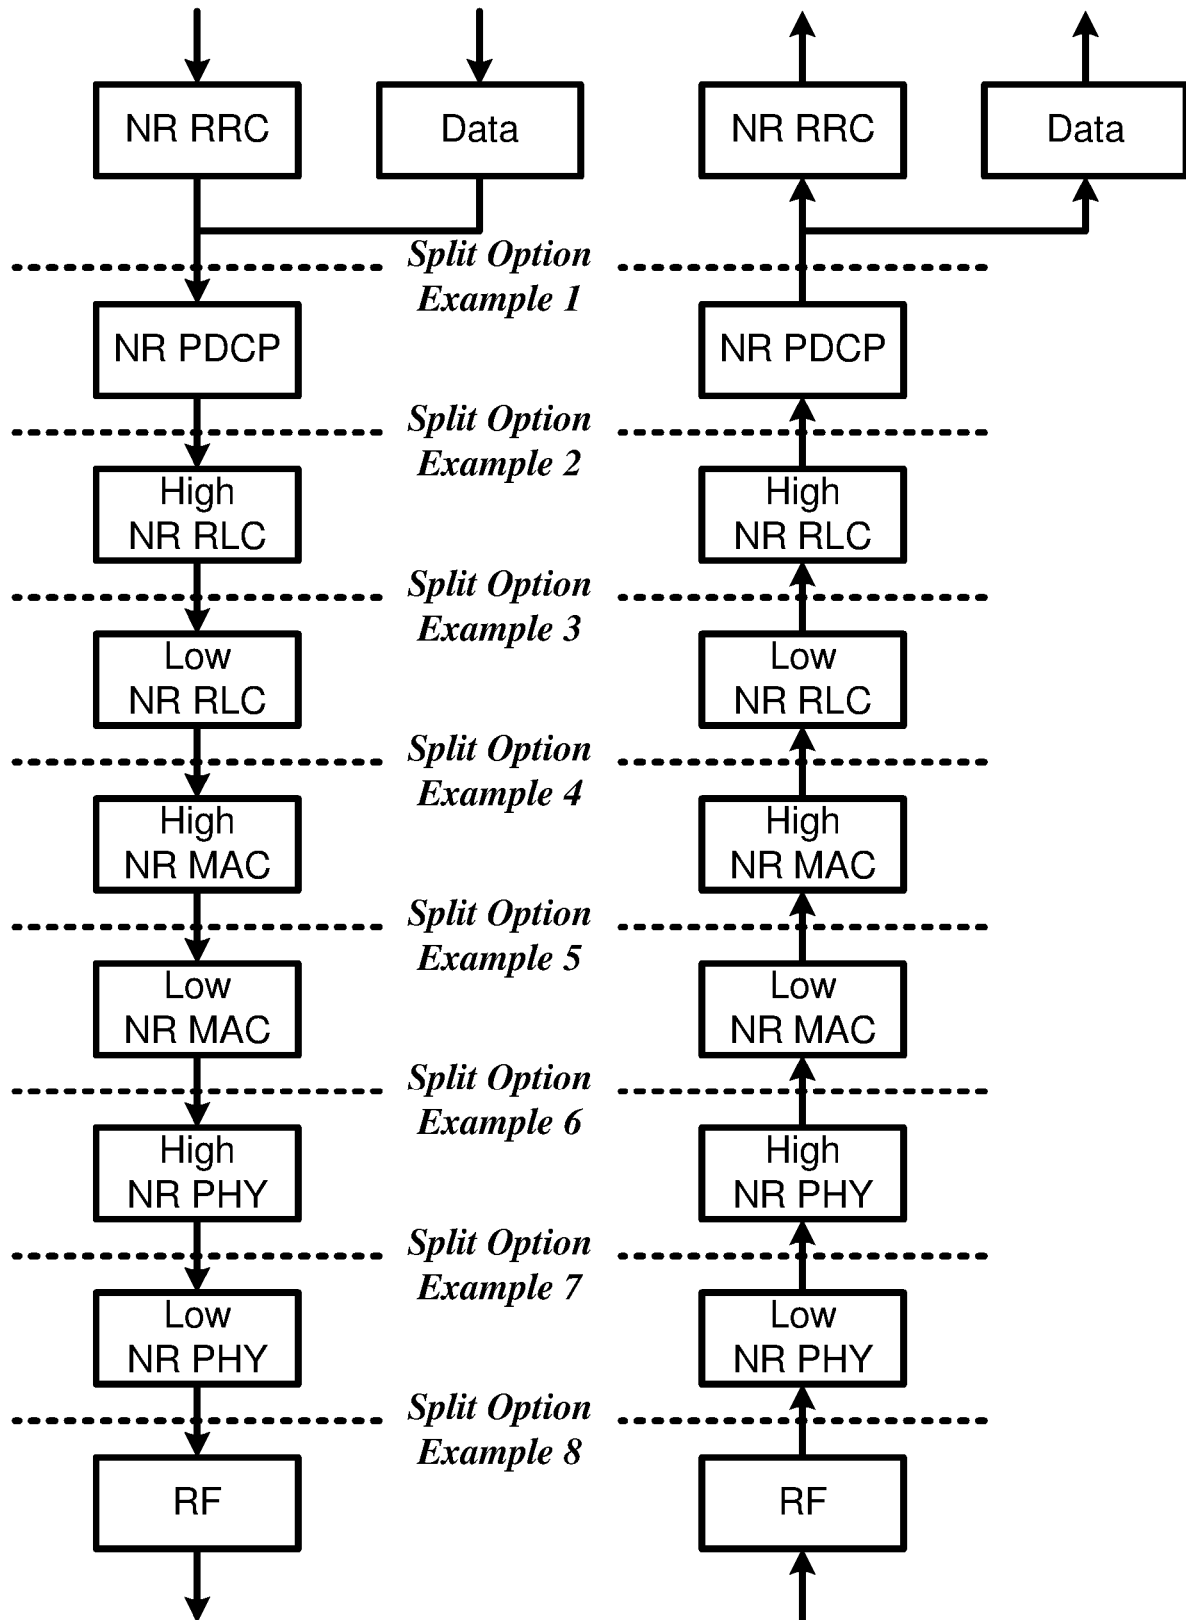 NR RRC
Data
NR RRC
Data
Split Option
Example 1
NR PDCP
NR PDCP
Split Option
Example 2
High
NR RLC
High
NR RLC
Split Option
Example 3
Low
NR RLC
Low
NR RLC
Split Option
Example 4
High
NR MAC
High
NR MAC
Split Option
Example 5
Low
NR MAC
Low
NR MAC
Split Option
Example 6
High
NR PHY
High
NR PHY
Split Option
Example 7
Low
NR PHY
Low
NR PHY
Split Option
Example 8
RF
RF